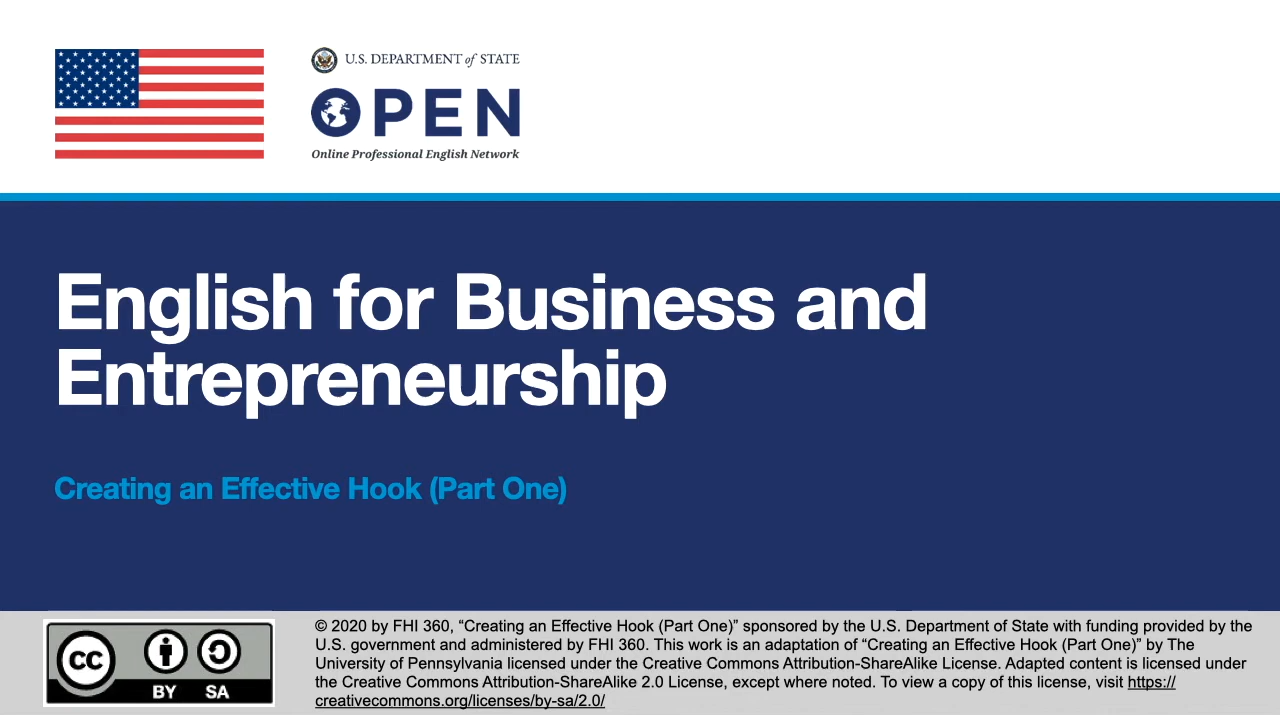 U.S. DEPARTMENT of STATE
OPEN
Online Professional English Network
English for Business and
Entrepreneurship
Creating an Effective Hook (Part One)
© 2020 by FHI 360, “Creating an Effective Hook (Part One)” sponsored by the U.S. Department of State with funding provided by the
U.S. government and administered by FHI 360. This work is an adaptation of “Creating an Effective Hook (Part One)” by The
University of Pennsylvania licensed under the Creative Commons Attribution-ShareAlike License. Adapted content is licensed under
the Creative Commons Attribution-ShareAlike 2.0 License, except where noted. To view a copy of this license, visit https://
creativecommons.org/licenses/by-sa/2.0/
cc
BY SA